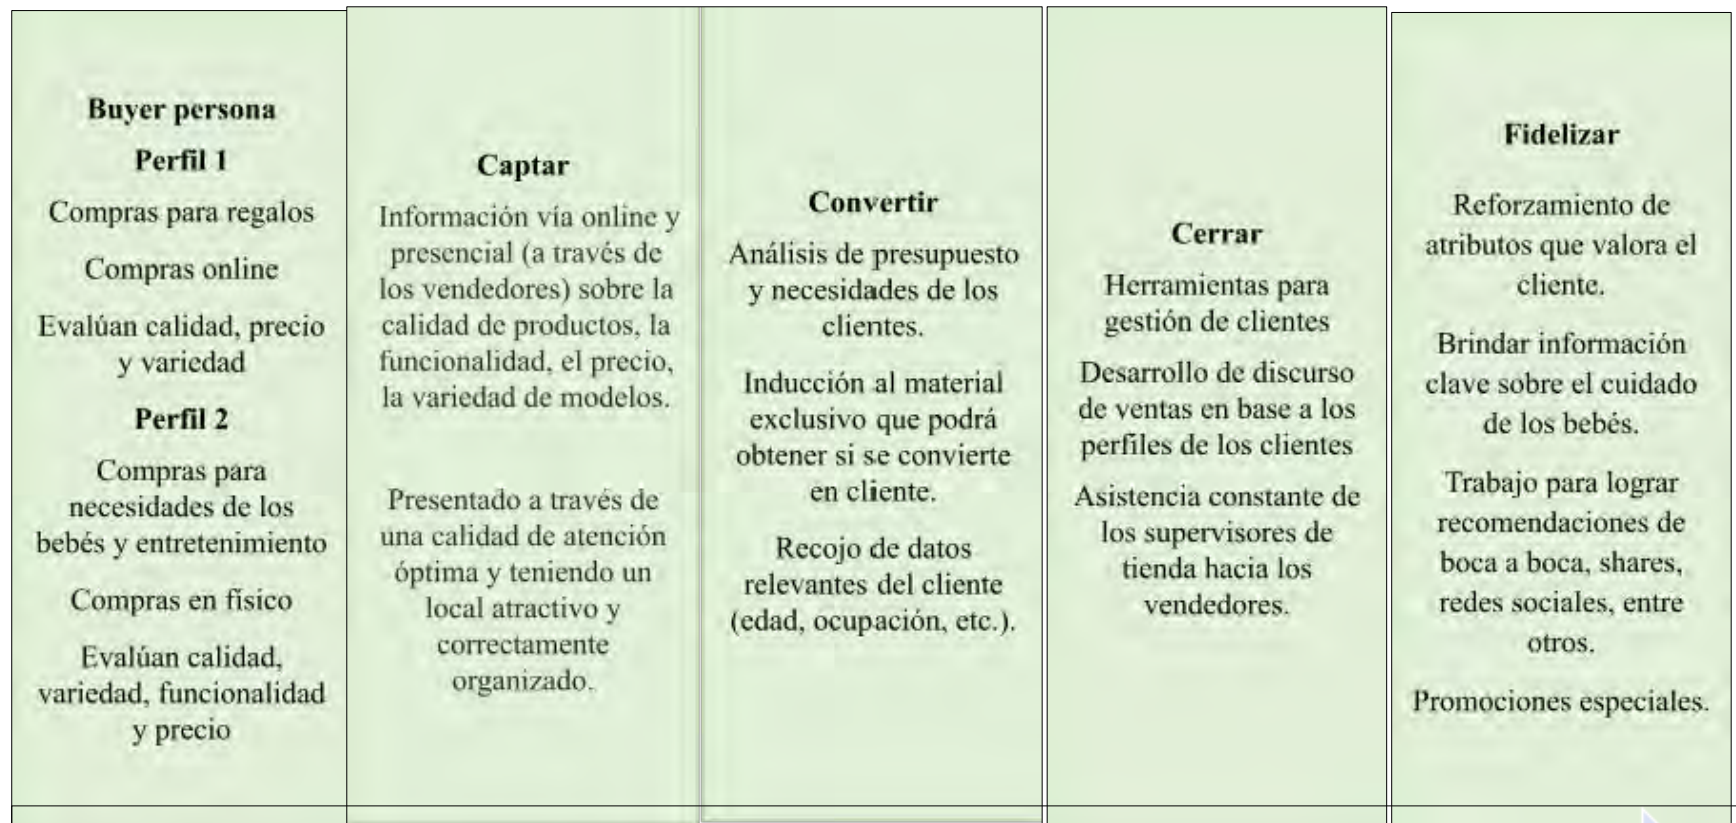 Buyer persona
Perfil 1
Compras para regalos
Compras online
Evalúan calidad, precio
y variedad
Perfil 2
Compras para
necesidades de los
bebés y entretenimiento
Compras en físico
Evalúan calidad,
variedad, funcionalidad
y precio
Captar
Información vía online y
presencial (a través de
los vendedores) sobre la
calidad de productos, la
funcionalidad, el precio,
la variedad de modelos.
Presentado a través de
una calidad de atención
óptima y teniendo un
local atractivo y
correctamente
organizado.
Convertir
Análisis de presupuesto
y necesidades de los
clientes.
Inducción al material
exclusivo que podrá
obtener si se convierte
en cliente.
Recojo de datos
relevantes del cliente
(edad, ocupación, etc.).
Cerrar
Herramientas para
gestión de clientes
Desarrollo de discurso
de ventas en base a los
perfiles de los clientes
Asistencia constante de
los supervisores de
tienda hacia los
vendedores.
Fidelizar
Reforzamiento de
atributos que valora el
cliente.
Brindar información
clave sobre el cuidado
de los bebés.
Trabajo para lograr
recomendaciones de
boca a boca, shares,
redes sociales, entre
otros.
Promociones especiales.